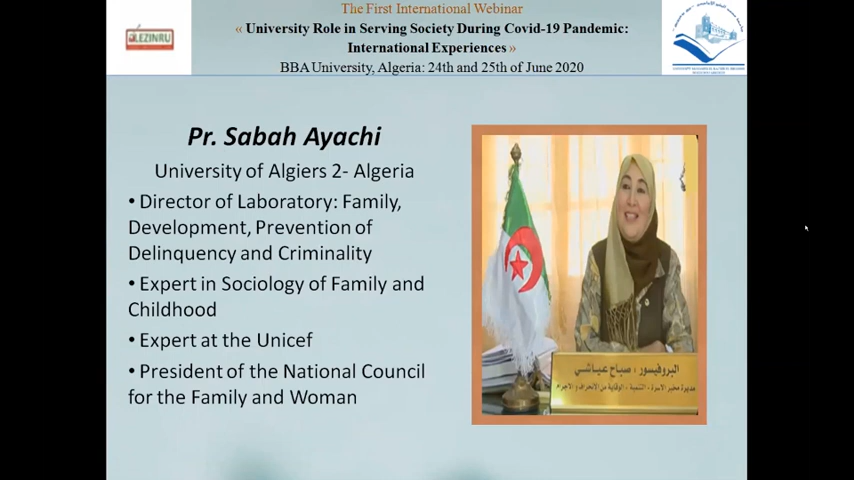 The First International Webinar
« University Role in Serving Society During Covid-19 Pandemic:
International Experiences »
BBA University, Algeria: 24th and 25th of June 2020
Pr. Sabah Ayachi
University of Algiers 2- Algeria
• Director of Laboratory: Family,
Development, Prevention of
Delinquency and Criminality
• Expert in Sociology of Family and
Childhood
• Expert at the Unicef
• President of the National Council
for the Family and Woman
البروفيسور . صباح عياشي
مديرة مخبر الاسرة - التنمية - الوقاية من الإنحراف و الاجرام